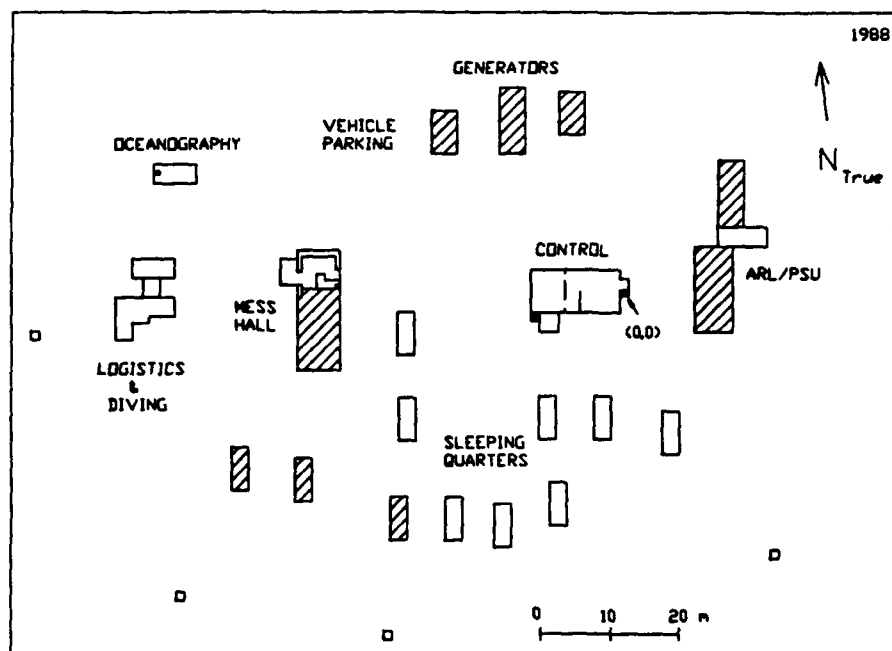 1988
GENERATORS
VEHICLE
PARKING
OCEANOGRAPHY
N True
CONTROL
ARL/PSU
MESS
HALL
(0,0)
LOGISTICS
&
DIVING
SLEEPING
QUARTERS
0 10 20 m